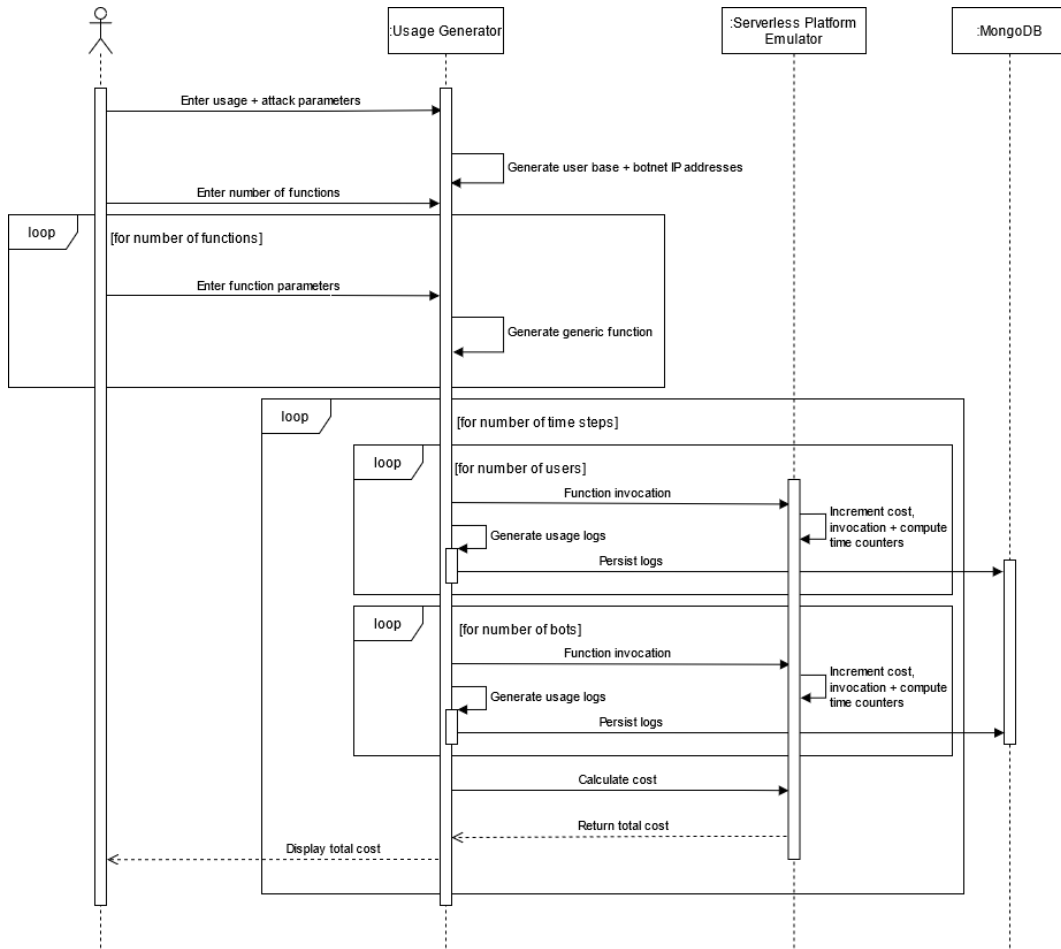 :Usage Generator
:Serverless Platform
Emulator
:MongoDB
Enter usage + attack parameters
Generate user base + botnet IP addresses
Enter number of functions
loop
[for number of functions]
Enter function parameters
Generate generic function
loop
[for number of time steps]
loop
[for number of users]
Function invocation
Increment cost,
invocation + compute
time counters
Generate usage logs
Persist logs
loop
[for number of bots]
Function invocation
Increment cost,
invocation + compute
time counters
Generate usage logs
Persist logs
Calculate cost
Return total cost
Display total cost